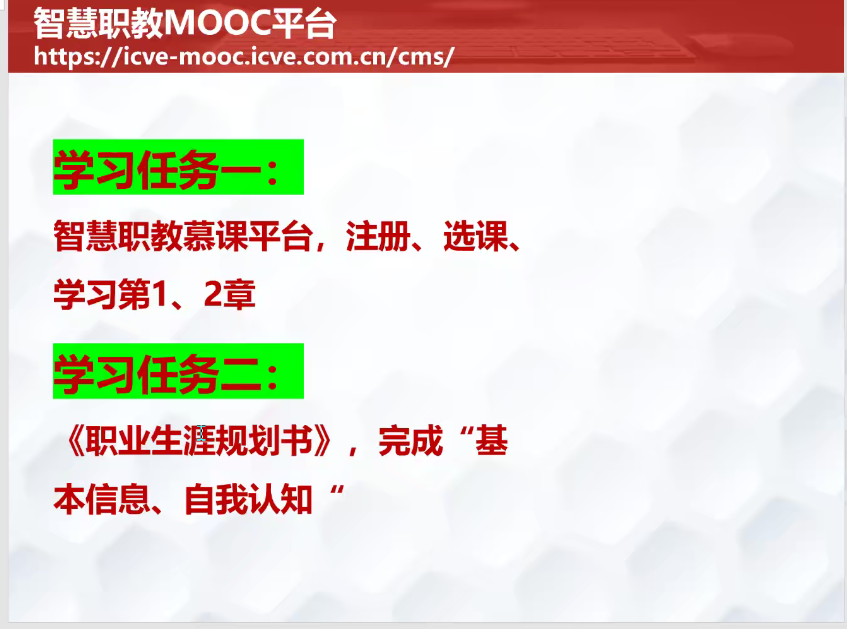 智慧职教MOOC平台
https://icve-mooc.icve.com.cn/cms/
学习任务一：
智慧职教慕课平台，注册、选课、
学习第1、2章
学习任务二：
《职业生涯规划书》，完成“基
本信息、自我认知“